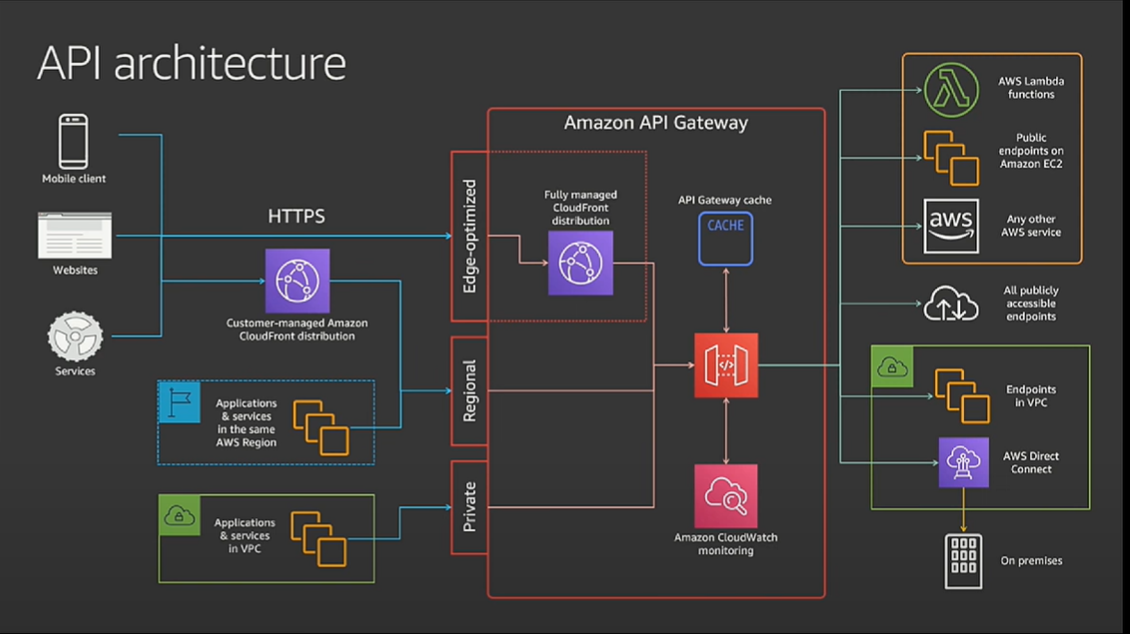 API architecture
Mobile client
Websites
Services
HTTPS
Customer-managed Amazon
CloudFront distribution
Applications
& services
in the same
AWS Region
Applications
& services
in VPC
Amazon API Gateway
Edge-optimized
Regional
Private
Fully managed
CloudFront
distribution
API Gateway cache
CACHE
</>
Amazon CloudWatch
monitoring
AWS Lambda
functions
Public
endpoints on
Amazon EC2
aws
Any other
AWS service
All publicly
accessible
endpoints
Endpoints
in VPC
AWS Direct
Connect
On premises